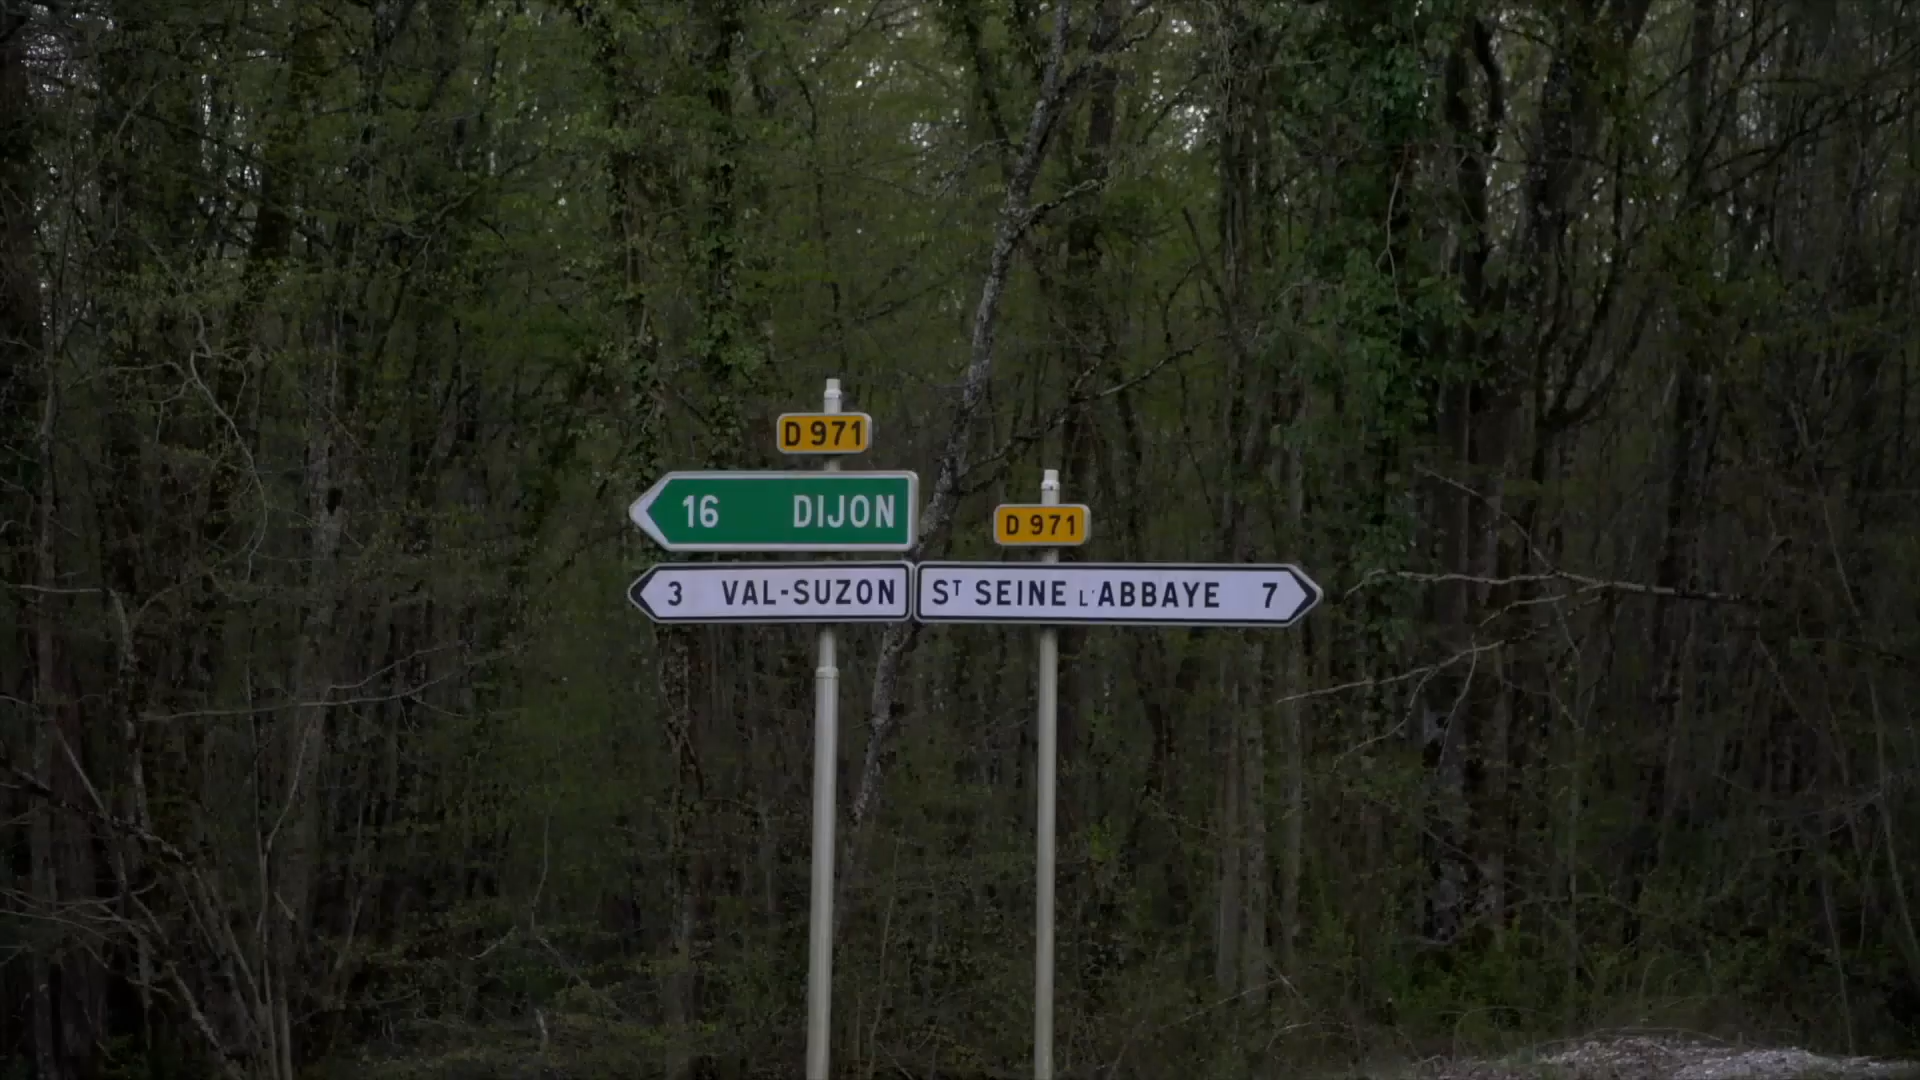 D 971
16 DIJON
D 971
3 VAL-SUZON
ST SEINE L'ABBAYE 7